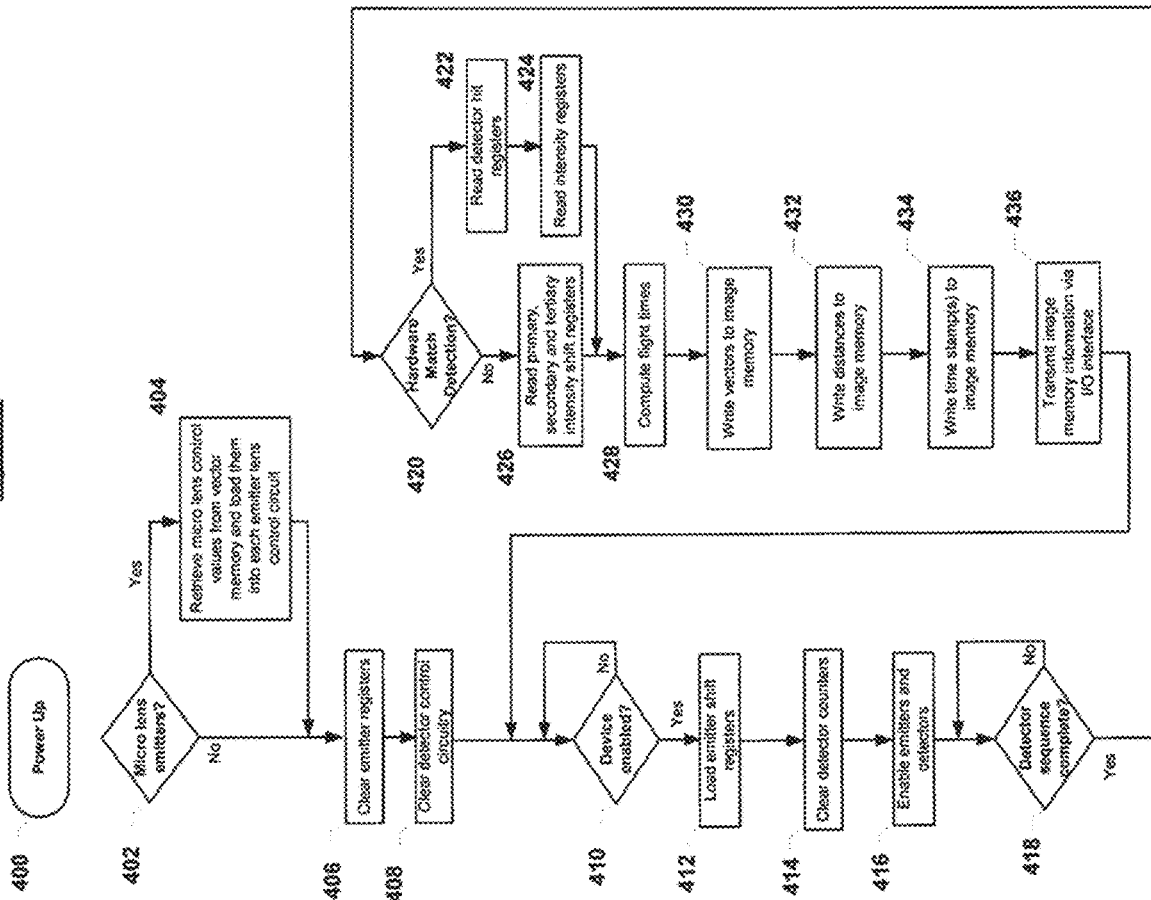 400
Power Up
402
Micro lens
emitters?
Yes
No
404
Retrieve micro lens control
values from vector
memory and load them
into each emitter lens
control circuit
406
Clear emitter registers
408
Clear detector control
circuitry
410
Device
enabled?
No
Yes
412
Load emitter shift
registers
414
Clear detector counters
416
Enable emitters and
detectors
418
Detector
sequence
complete?
No
Yes
420
Hardware
Match
Detection?
Yes
No
422
Read detector hit
registers
424
Read intensity registers
426
Read primary,
secondary and tertiary
intensity shift registers
428
Compute flight times
430
Write vectors to image
memory
432
Write distances to
image memory
434
Write time stamp(s) to
image memory
436
Transmit image
memory information via
I/O interface